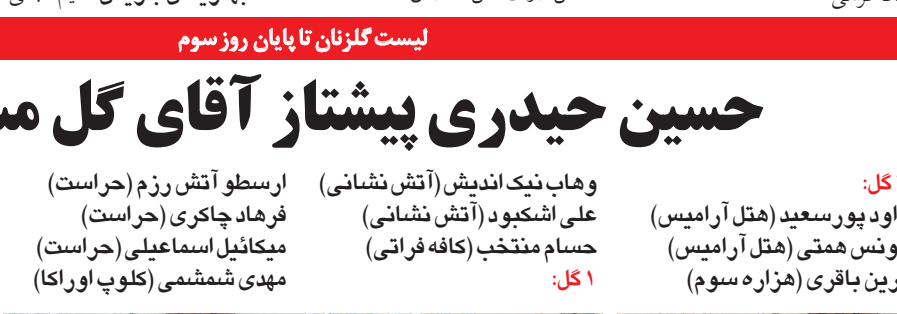 لیست گلزنان تا پایان روز سوم
حسین حیدری پیشتاز آقای گل
گل:
پورسعید (هتل آرامیس)
همتی (هتل آرامیس)
باقری (هزاره سوم)
وهاب نیک اندیش (آتش نشانی)
علی اشکبود (آتش نشانی)
حسام منتخب (کافه فراتی)
۱ گل:
ارسطو آتش رزم (حراست)
فرهاد چاکری (حراست)
میکائیل اسماعیلی (حراست)
مهدی شمشمی (کلوپ اوراکا)